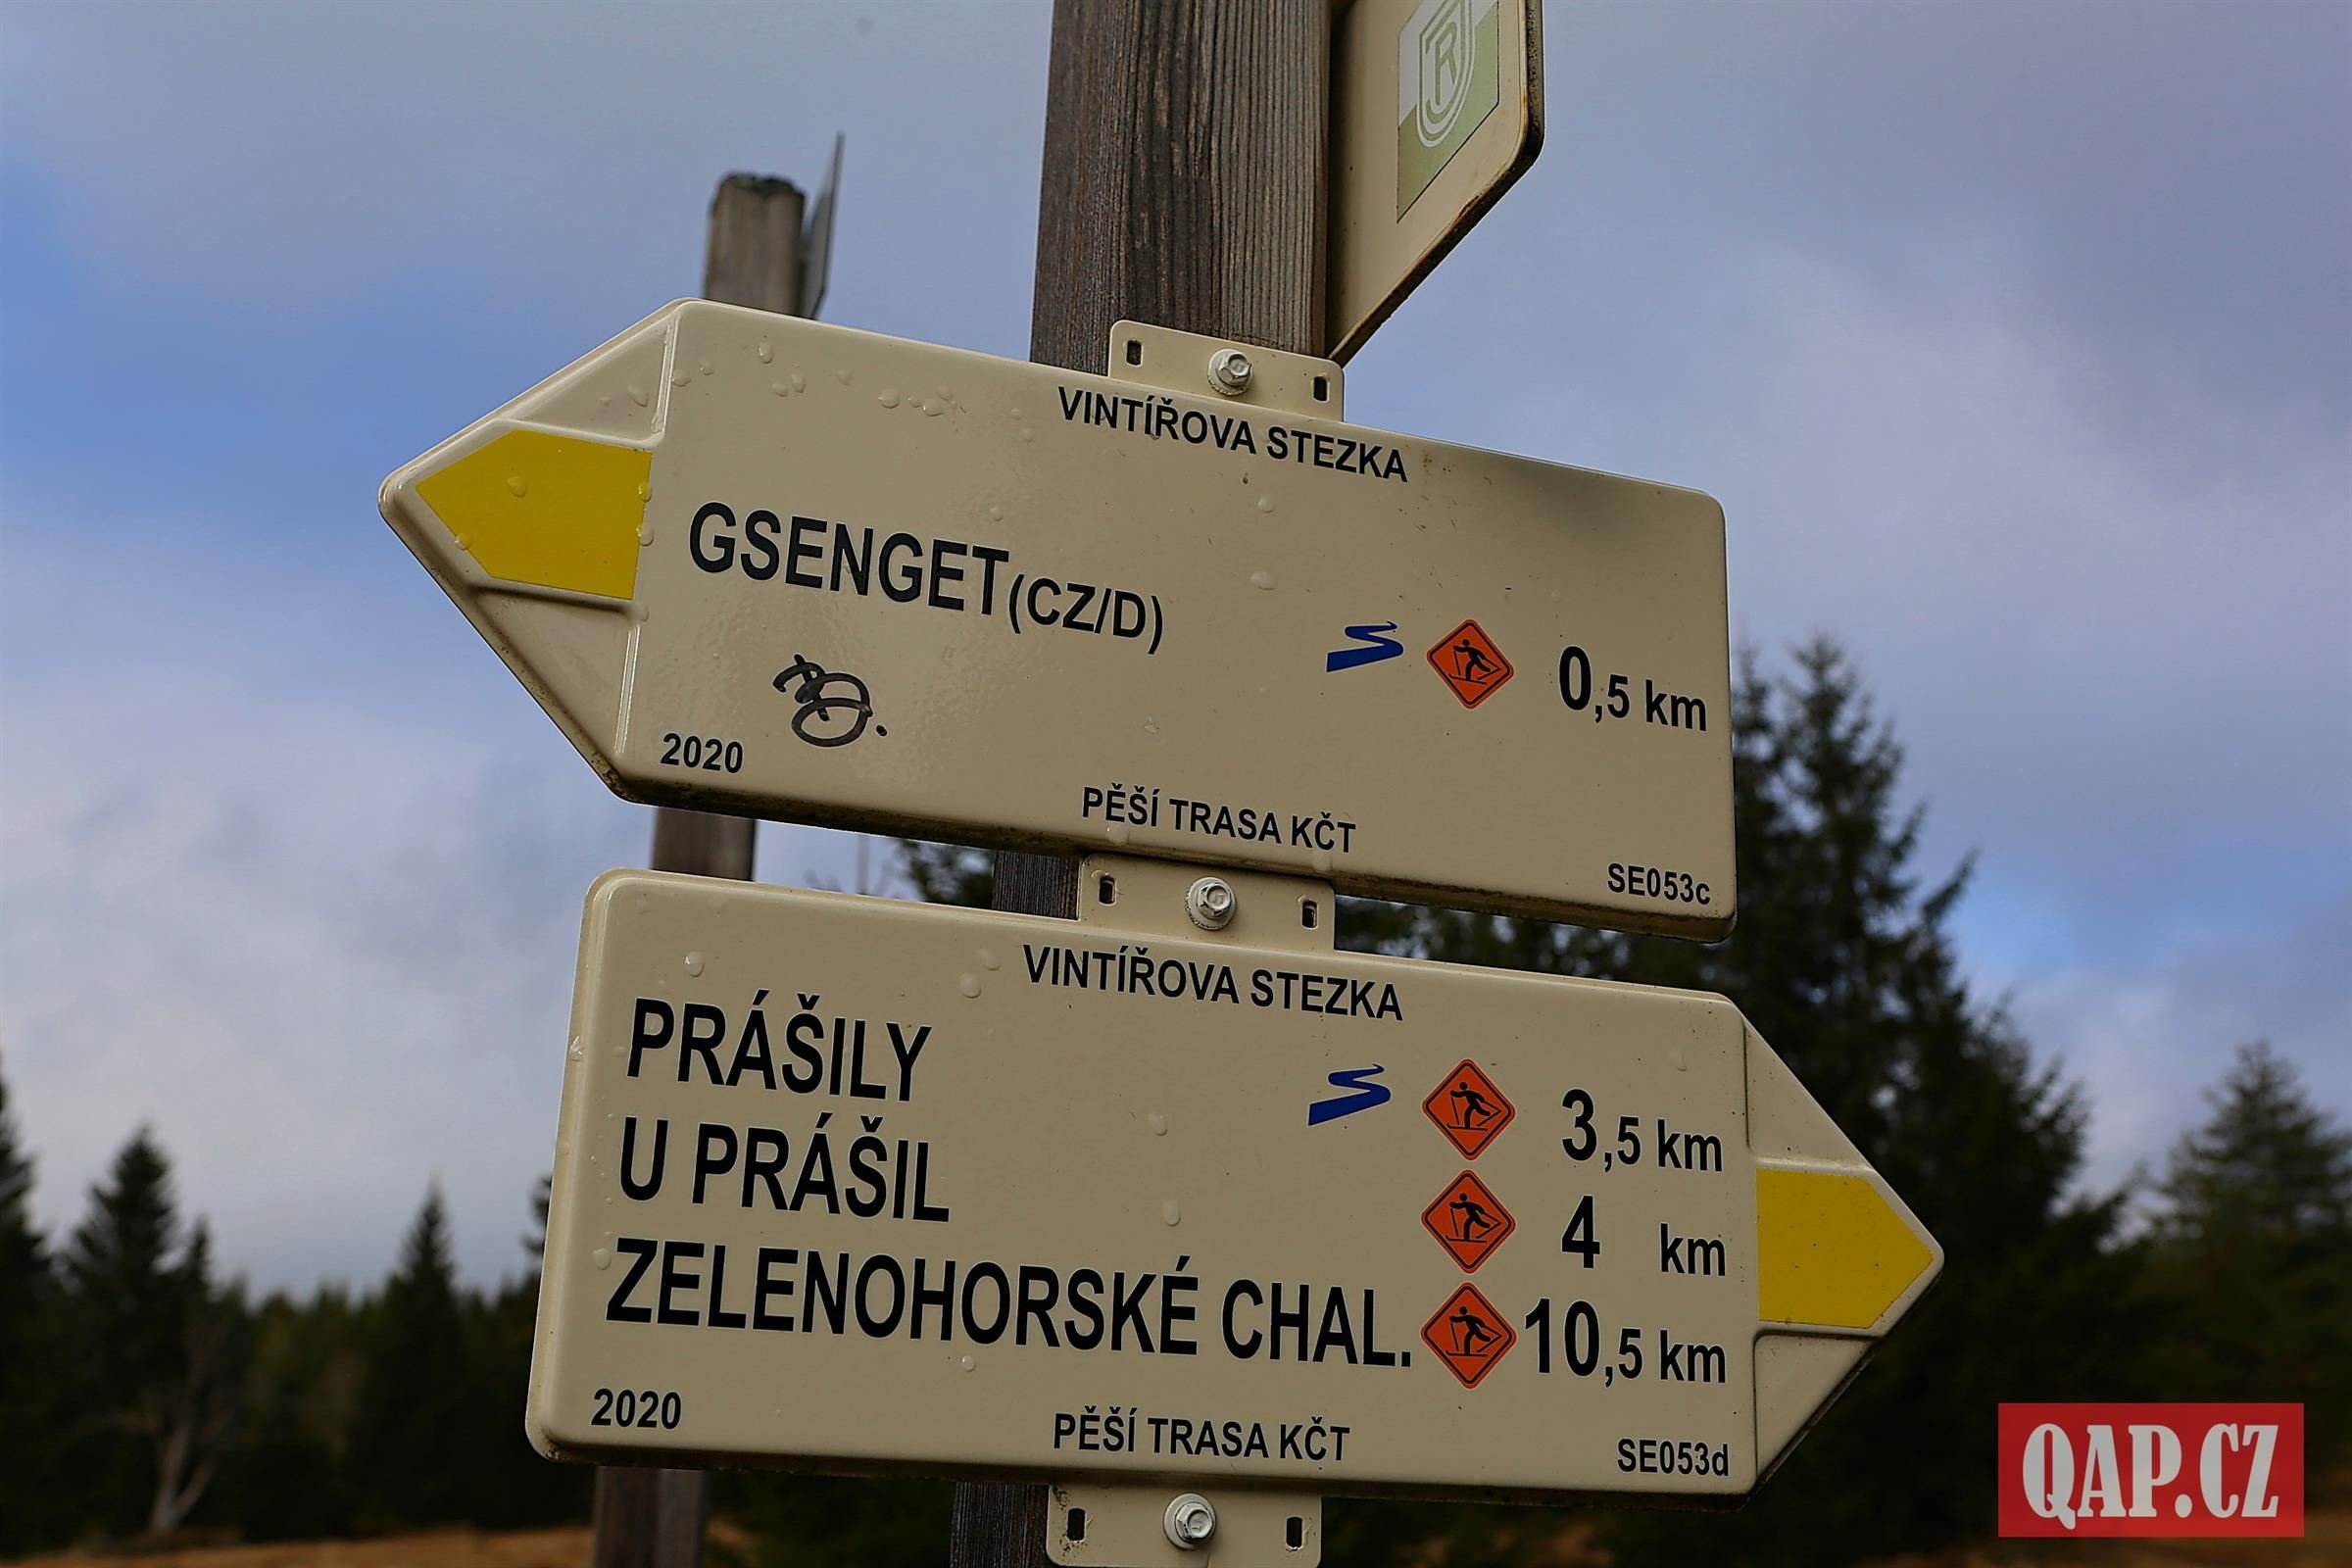 VINTÍŘOVA STEZKA
GSENGET(CZ/D)
0,5 km
2020
PĚŠÍ TRASA KČT
SE053c
VINTÍŘOVA STEZKA
PRÁŠILY 3,5 km
U PRÁŠIL 4 km
ZELENOHORSKÉ CHAL. 10,5 km
2020
PĚŠÍ TRASA KČT
SE053d
QAP.CZ